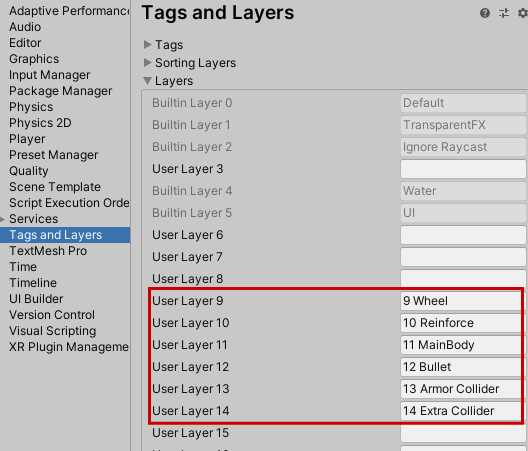 Adaptive Performance
Audio
Editor
Graphics
Input Manager
Package Manager
Physics
Physics 2D
Player
Preset Manager
Quality
Scene Template
Script Execution Orde
Services
Tags and Layers
TextMesh Pro
Time
Timeline
UI Builder
Version Control
Visual Scripting
XR Plugin Manageme
Tags and Layers
Tags
Sorting Layers
Layers
Builtin Layer 0 Default
Builtin Layer 1 TransparentFX
Builtin Layer 2 Ignore Raycast
User Layer 3
Builtin Layer 4 Water
Builtin Layer 5 UI
User Layer 6
User Layer 7
User Layer 8
User Layer 9 9 Wheel
User Layer 10 10 Reinforce
User Layer 11 11 MainBody
User Layer 12 12 Bullet
User Layer 13 13 Armor Collider
User Layer 14 14 Extra Collider
User Layer 15